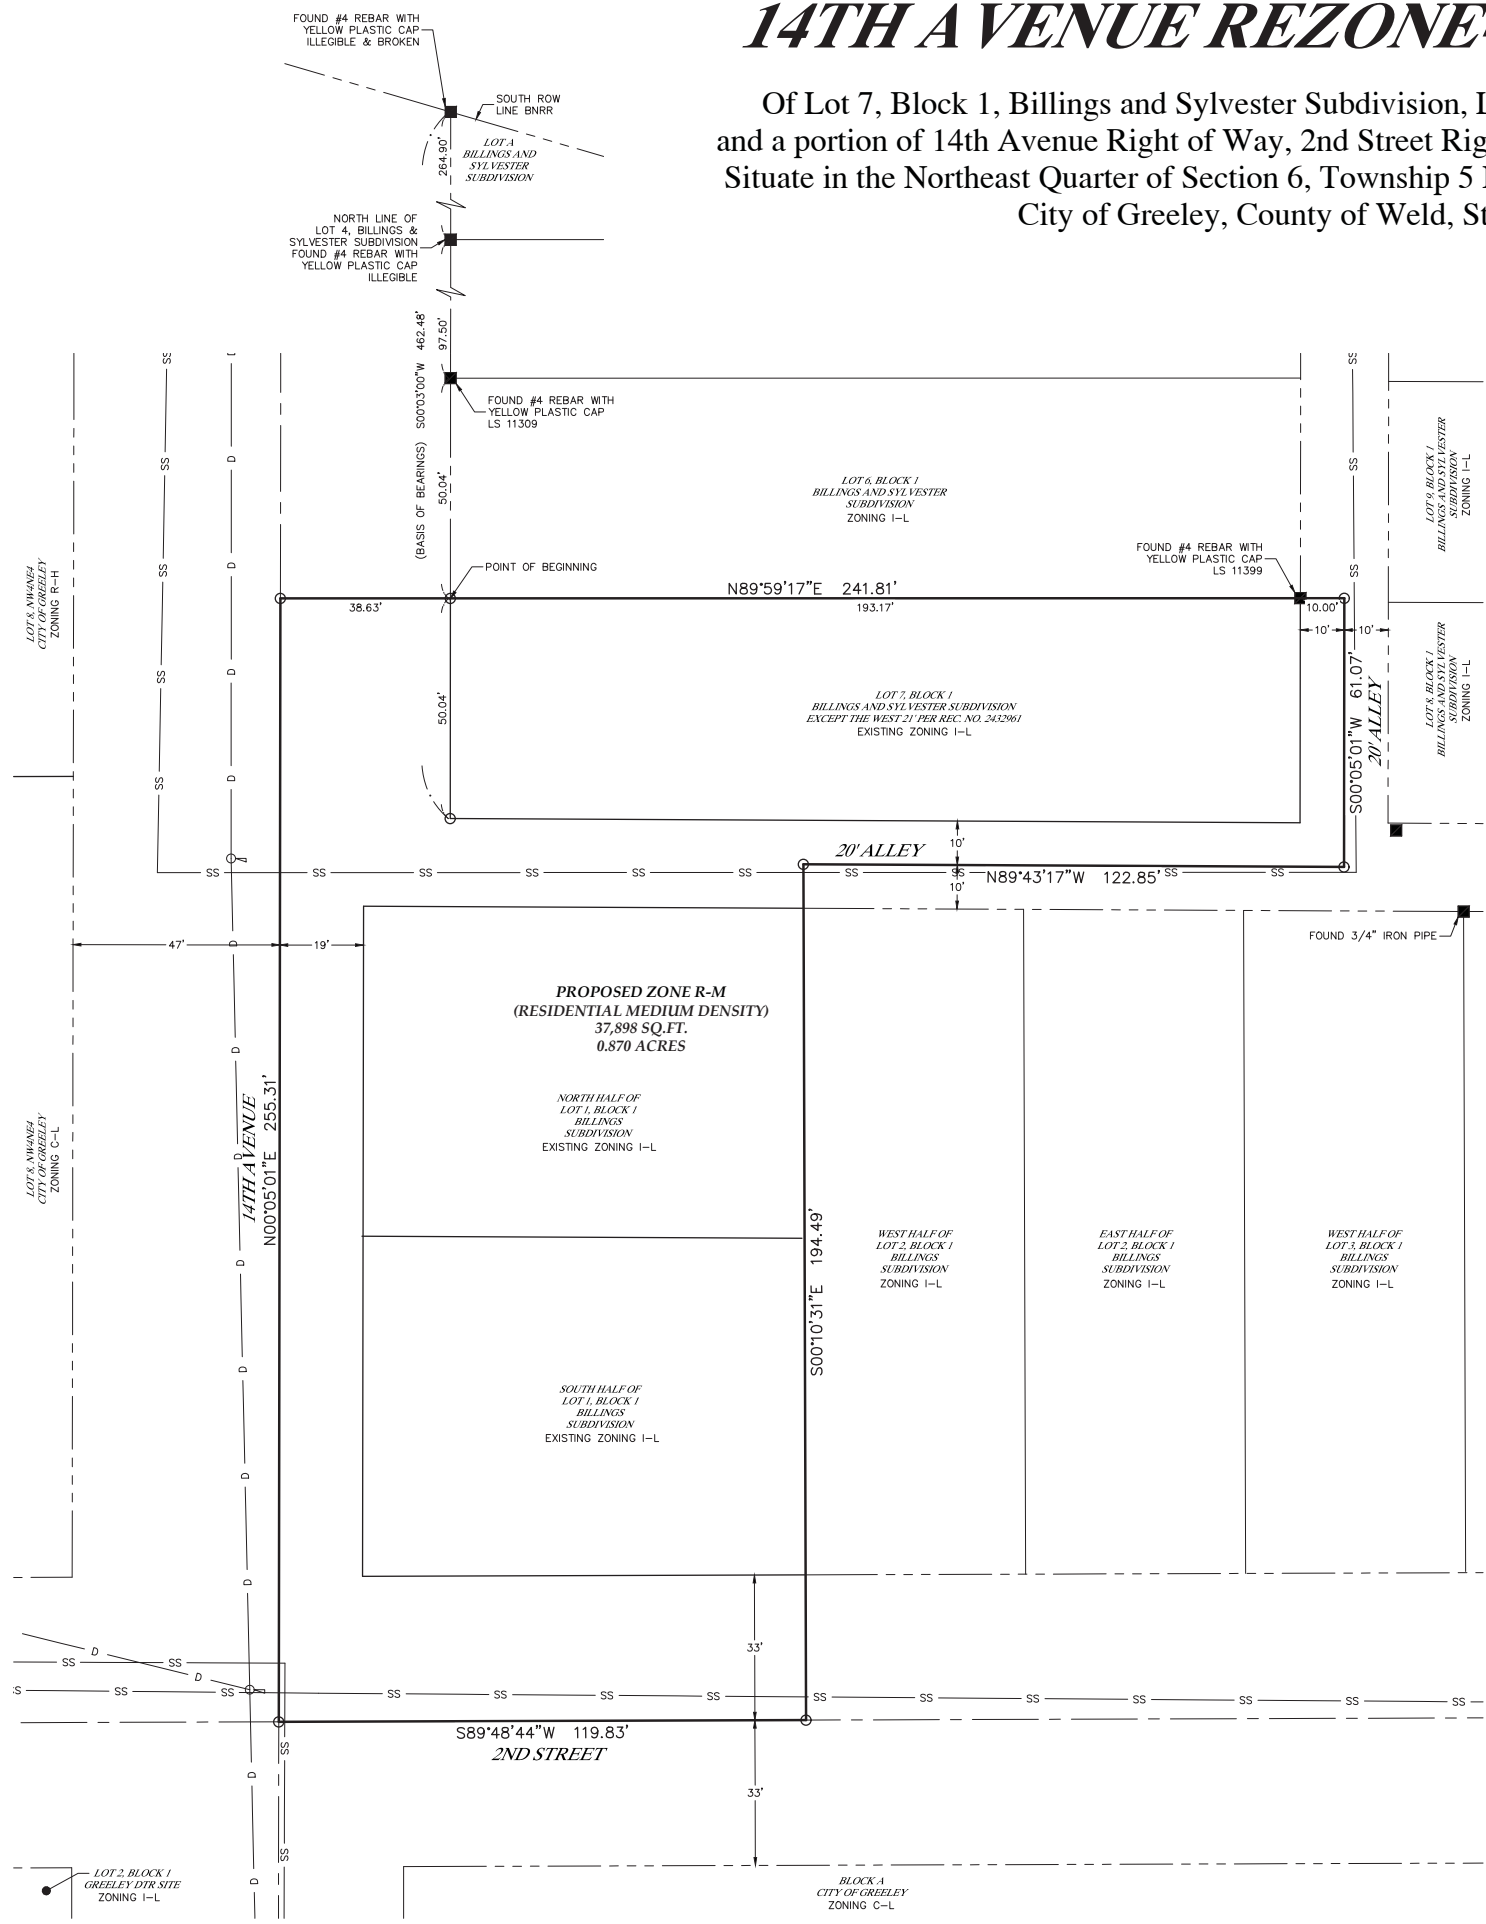 14TH AVENUE REZONE
Of Lot 7, Block 1, Billings and Sylvester Subdivision,
and a portion of 14th Avenue Right of Way, 2nd Street
Situate in the Northeast Quarter of Section 6, Township 5
City of Greeley, County of Weld,
FOUND #4 REBAR WITH
YELLOW PLASTIC CAP
ILLEGIBLE & BROKEN
SOUTH ROW
LINE BNRR
LOT A
BILLINGS AND
SYLVESTER
SUBDIVISION
264.90'
NORTH LINE OF
LOT 4, BILLINGS &
SYLVESTER SUBDIVISION
FOUND #4 REBAR WITH
YELLOW PLASTIC CAP
ILLEGIBLE
(BASIS OF BEARINGS) S00°03'00"W 462.48'
97.50'
FOUND #4 REBAR WITH
YELLOW PLASTIC CAP
LS 11309
50.04'
LOT 6, BLOCK 1
BILLINGS AND SYLVESTER
SUBDIVISION
ZONING I-L
LOT 9, BLOCK 1
BILLINGS AND SYLVESTER
SUBDIVISION
ZONING I-L
FOUND #4 REBAR WITH
YELLOW PLASTIC CAP
LS 11399
POINT OF BEGINNING
LOT 8, NW4NE4
CITY OF GREELEY
ZONING R-H
N89°59'17"E 241.81'
38.63'
193.17'
10.00'
10'
10'
S00°05'01"W 61.07'
20' ALLEY
LOT 8, BLOCK 1
BILLINGS AND SYLVESTER
SUBDIVISION
ZONING I-L
50.04'
LOT 7, BLOCK 1
BILLINGS AND SYLVESTER SUBDIVISION
EXCEPT THE WEST 21' PER REC. NO. 2432961
EXISTING ZONING I-L
20' ALLEY
10'
10'
N89°43'17"W 122.85'
FOUND 3/4" IRON PIPE
47'
19'
PROPOSED ZONE R-M
(RESIDENTIAL MEDIUM DENSITY)
37,898 SQ.FT.
0.870 ACRES
NORTH HALF OF
LOT 1, BLOCK 1
BILLINGS
SUBDIVISION
EXISTING ZONING I-L
LOT 8, NW4NE4
CITY OF GREELEY
ZONING C-L
14TH AVENUE
N00°05'01"E 255.31'
S00°10'31"E 194.49'
WEST HALF OF
LOT 2, BLOCK 1
BILLINGS
SUBDIVISION
ZONING I-L
EAST HALF OF
LOT 2, BLOCK 1
BILLINGS
SUBDIVISION
ZONING I-L
WEST HALF OF
LOT 3, BLOCK 1
BILLINGS
SUBDIVISION
ZONING I-L
SOUTH HALF OF
LOT 1, BLOCK 1
BILLINGS
SUBDIVISION
EXISTING ZONING I-L
33'
S89°48'44"W 119.83'
2ND STREET
33'
LOT 2, BLOCK 1
GREELEY DTR SITE
ZONING I-L
BLOCK A
CITY OF GREELEY
ZONING C-L